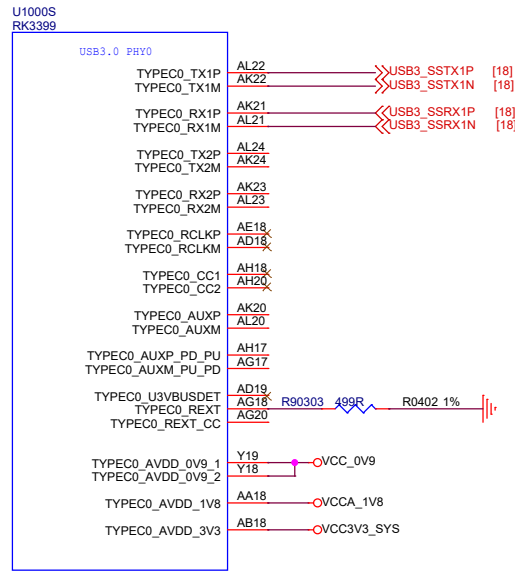 U1000S
RK3399
USB3.0 PHY0
TYPEC0_TX1P AL22 USB3_SSTX1P [18]
TYPEC0_TX1M AK22 USB3_SSTX1N [18]
TYPEC0_RX1P AK21 USB3_SSRX1P [18]
TYPEC0_RX1M AL21 USB3_SSRX1N [18]
TYPEC0_TX2P AL24
TYPEC0_TX2M AK24
TYPEC0_RX2P AK23
TYPEC0_RX2M AL23
TYPEC0_RCLKP AE18
TYPEC0_RCLKM AD18
TYPEC0_CC1 AH18
TYPEC0_CC2 AH20
TYPEC0_AUXP AK20
TYPEC0_AUXM AL20
TYPEC0_AUXP_PD_PU AH17
TYPEC0_AUXM_PU_PD AG17
TYPEC0_U3VBUSDET AD19
TYPEC0_REXT AG18 R90303 499R R0402 1%
TYPEC0_REXT_CC AG20
TYPEC0_AVDD_0V9_1 Y19 VCC_0V9
TYPEC0_AVDD_0V9_2 Y18
TYPEC0_AVDD_1V8 AA18 VCCA_1V8
TYPEC0_AVDD_3V3 AB18 VCC3V3_SYS